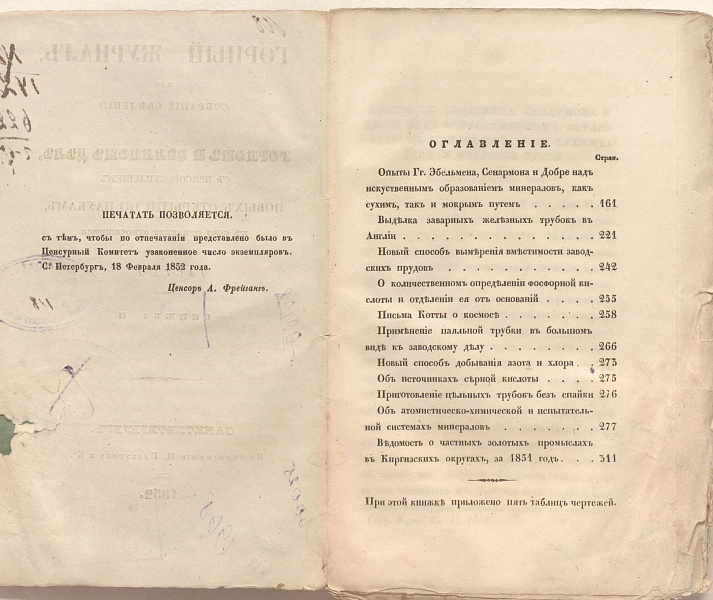 ПЕЧАТАТЬ ПОЗВОЛЯЕТСЯ.
съ тѣмъ, чтобы по отпечатаніи представлено было въ
Ценсурный Комитетъ узаконенное число экземпляровъ.
С. Петербургъ, 18 Февраля 1852 года.
Ценсоръ А. Фрейгангъ.
ОГЛАВЛЕНІЕ.
Стран.
Опыты Гг. Эбельмена, Сенармона и Добре надъ
искуственнымъ образованіемъ минераловъ, какъ
сухимъ, такъ и мокрымъ путемъ . . . . . . 161
Выдѣлка заварныхъ желѣзныхъ трубокъ въ
Англіи . . . . . . . . . . . . . 221
Новый способъ вымѣренія вмѣстимости завод-
скихъ прудовъ . . . . . . . . . . 242
О количественномъ опредѣленіи фосфорной ки-
слоты и отдѣленіи ея отъ основаній . . . . . 255
Письма Котты о космосѣ . . . . . . . 258
Примѣненіе паяльной трубки въ большомъ
видѣ къ заводскому дѣлу . . . . . . . . 266
Новый способъ добыванія азота и хлора . . 273
Объ источникахъ сѣрной кислоты . . . . 275
Приготовленіе цѣльныхъ трубокъ безъ спайки 276
Объ атомистическо-химической и испытатель-
ной системахъ минераловъ . . . . . . . 277
Вѣдомость о частныхъ золотыхъ промыслахъ
въ Киргизскихъ округахъ, за 1851 годъ . . . 311
При этой книжкѣ приложено пять таблицъ чертежей.